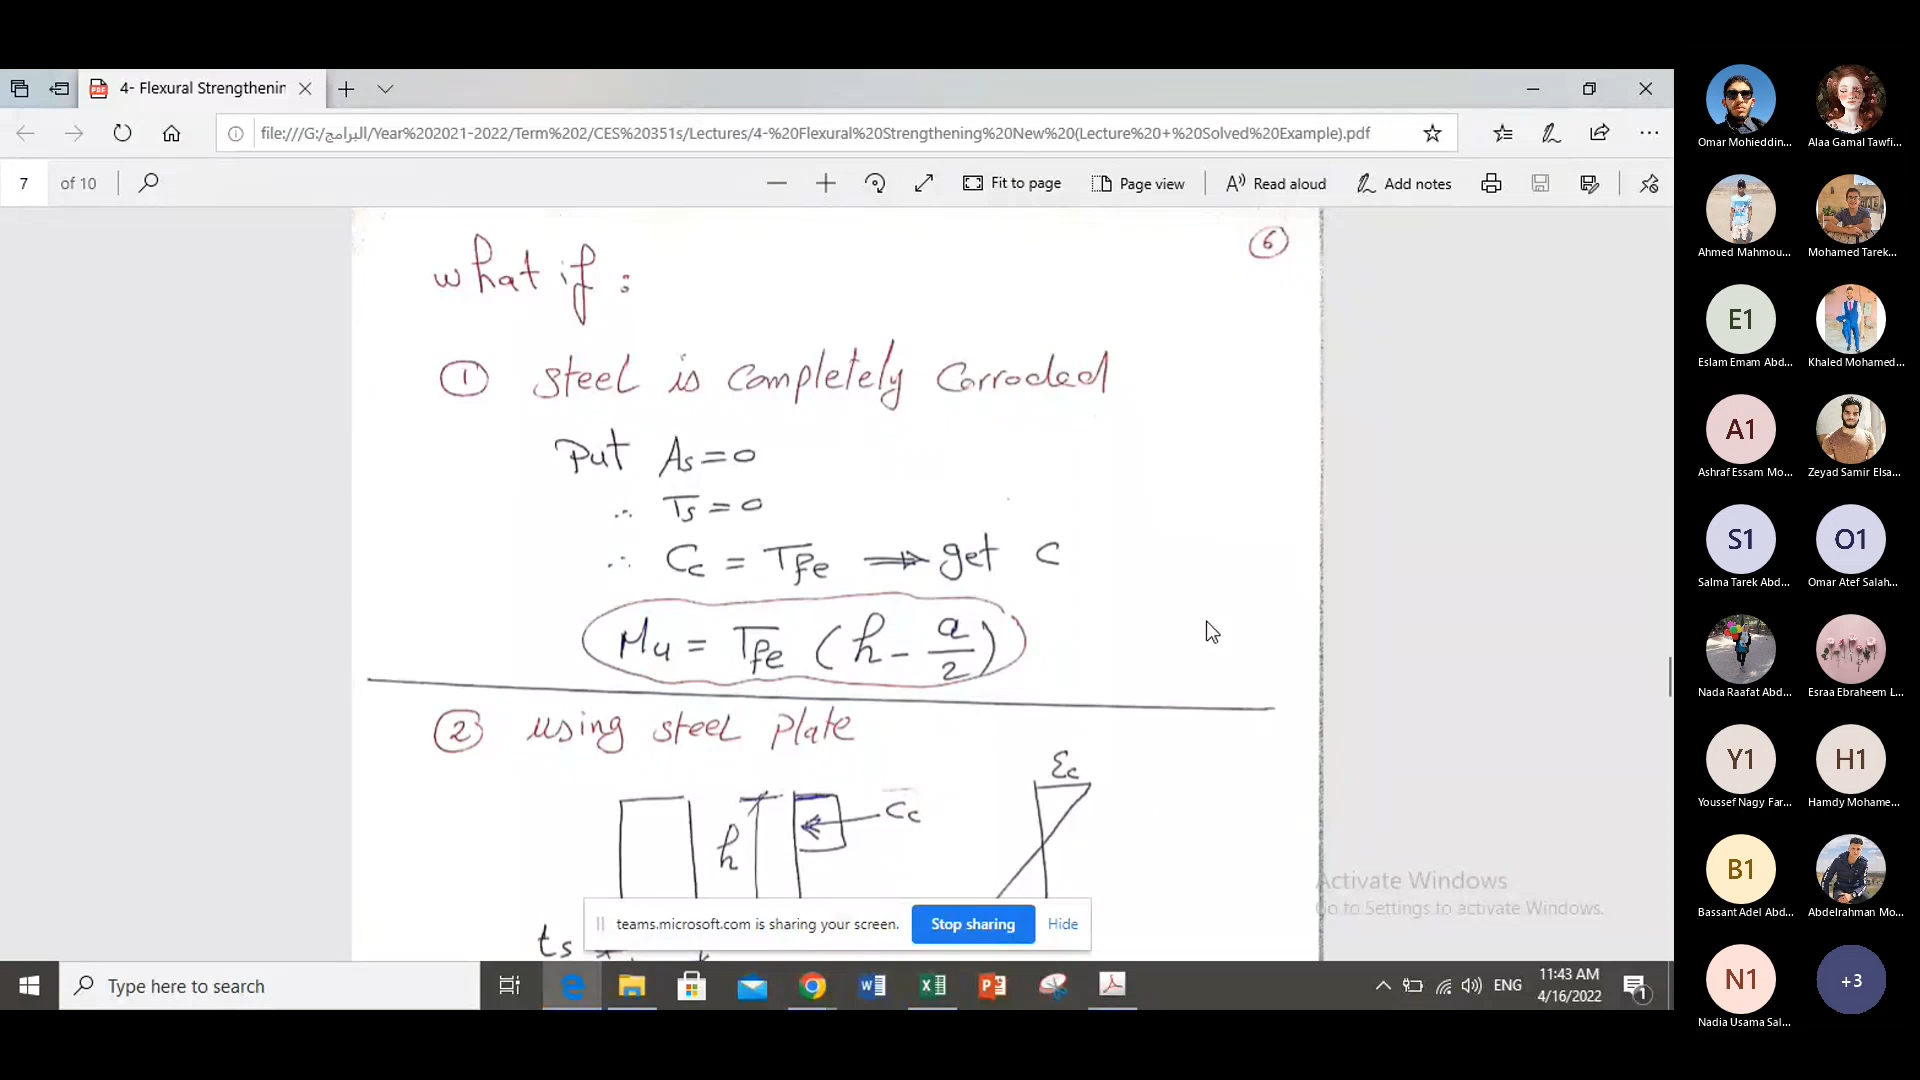 4- Flexural Strengthenin
file:///G:/البرامج/Year%202021-2022/Term%202/CES%20351s/Lectures/4-%20Flexural%20Strengthening%20New%20(Lecture%20+%20Solved%20Example).pdf
7 of 10
Fit to page
Page view
Read aloud
Add notes
6
what if :
1 steel is completely corroded
Put As = 0
∴ Ts = 0
∴ Cc = Tfe ⟹ get C
Mu = Tfe (h - a/2)
2 using steel plate
εc
h
Cc
ts
teams.microsoft.com is sharing your screen.
Stop sharing
Hide
Activate Windows
Go to Settings to activate Windows.
Type here to search
ENG
11:43 AM
4/16/2022
1
Omar Mohieddin...
Alaa Gamal Tawfi...
Ahmed Mahmou...
Mohamed Tarek...
E1
Eslam Emam Abd...
Khaled Mohamed...
A1
Ashraf Essam Mo...
Zeyad Samir Elsa...
S1
Salma Tarek Abd...
O1
Omar Atef Salah...
Nada Raafat Abd...
Esraa Ebraheem L...
Y1
Youssef Nagy Far...
H1
Hamdy Mohame...
B1
Bassant Adel Abd...
Abdelrahman Mo...
N1
Nadia Usama Sal...
+3